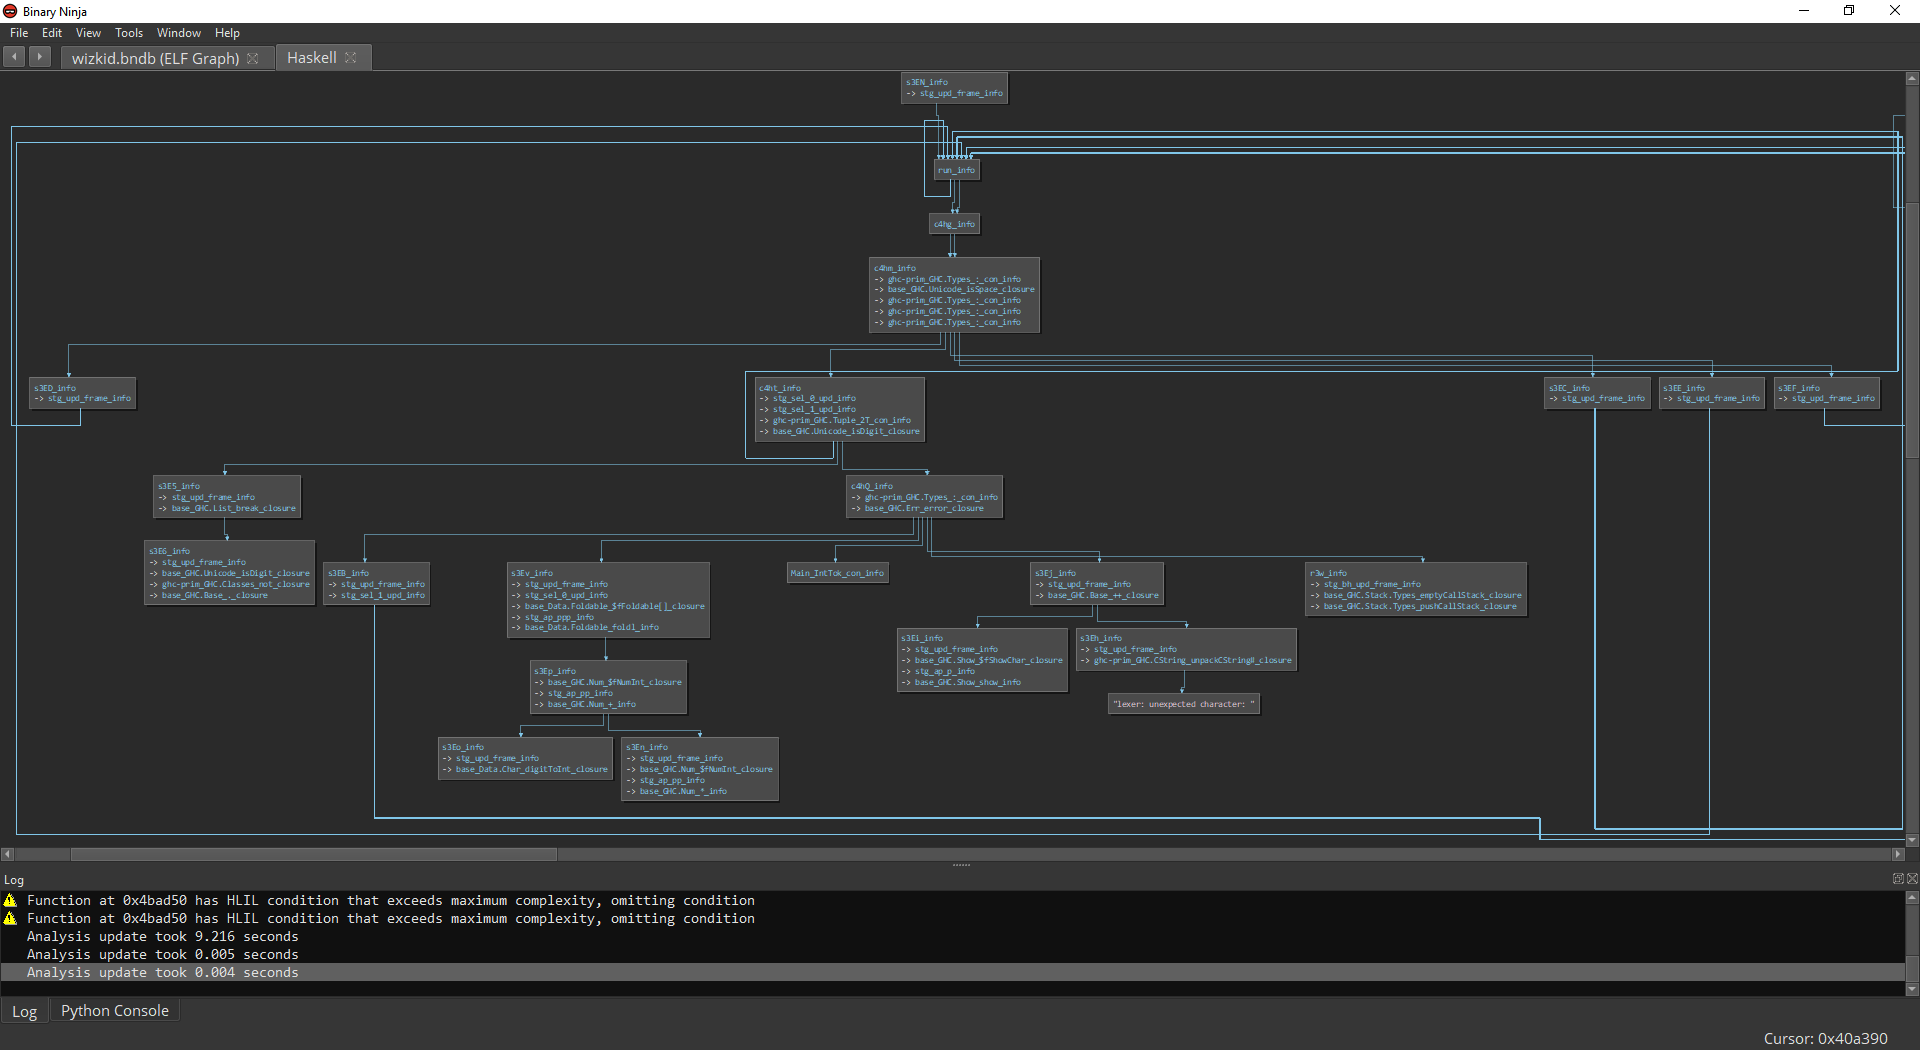 Binary Ninja
File Edit View Tools Window Help
wizkid.bndb (ELF Graph)
Haskell
s3EN_info
-> stg_upd_frame_info
run_info
c4hg_info
c4hm_info
-> ghc-prim_GHC.Types_:_con_info
-> base_GHC.Unicode_isSpace_closure
-> ghc-prim_GHC.Types_:_con_info
-> ghc-prim_GHC.Types_:_con_info
-> ghc-prim_GHC.Types_:_con_info
s3ED_info
-> stg_upd_frame_info
c4ht_info
-> stg_sel_0_upd_info
-> stg_sel_1_upd_info
-> ghc-prim_GHC.Tuple_2T_con_info
-> base_GHC.Unicode_isDigit_closure
s3EC_info
-> stg_upd_frame_info
s3EE_info
-> stg_upd_frame_info
s3EF_info
-> stg_upd_frame_info
s3E5_info
-> stg_upd_frame_info
-> base_GHC.List_break_closure
c4hQ_info
-> ghc-prim_GHC.Types_:_con_info
-> base_GHC.Err_error_closure
s3E6_info
-> stg_upd_frame_info
-> base_GHC.Unicode_isDigit_closure
-> ghc-prim_GHC.Classes_not_closure
-> base_GHC.Base_._closure
s3EB_info
-> stg_upd_frame_info
-> stg_sel_1_upd_info
s3Ev_info
-> stg_upd_frame_info
-> stg_sel_0_upd_info
-> base_Data.Foldable_$fFoldable[]_closure
-> stg_ap_ppp_info
-> base_Data.Foldable_foldl_info
Main_IntTok_con_info
s3Ej_info
-> stg_upd_frame_info
-> base_GHC.Base_++_closure
r3w_info
-> stg_bh_upd_frame_info
-> base_GHC.Stack.Types_emptyCallStack_closure
-> base_GHC.Stack.Types_pushCallStack_closure
s3Ei_info
-> stg_upd_frame_info
-> base_GHC.Show_$fShowChar_closure
-> stg_ap_p_info
-> base_GHC.Show_show_info
s3Eh_info
-> stg_upd_frame_info
-> ghc-prim_GHC.CString_unpackCString#_closure
s3Ep_info
-> base_GHC.Num_$fNumInt_closure
-> stg_ap_pp_info
-> base_GHC.Num_+_info
"lexer: unexpected character: "
s3Eo_info
-> stg_upd_frame_info
-> base_Data.Char_digitToInt_closure
s3En_info
-> stg_upd_frame_info
-> base_GHC.Num_$fNumInt_closure
-> stg_ap_pp_info
-> base_GHC.Num_*_info
Log
Function at 0x4bad50 has HLIL condition that exceeds maximum complexity, omitting condition
Function at 0x4bad50 has HLIL condition that exceeds maximum complexity, omitting condition
Analysis update took 9.216 seconds
Analysis update took 0.005 seconds
Analysis update took 0.004 seconds
Log
Python Console
Cursor: 0x40a390